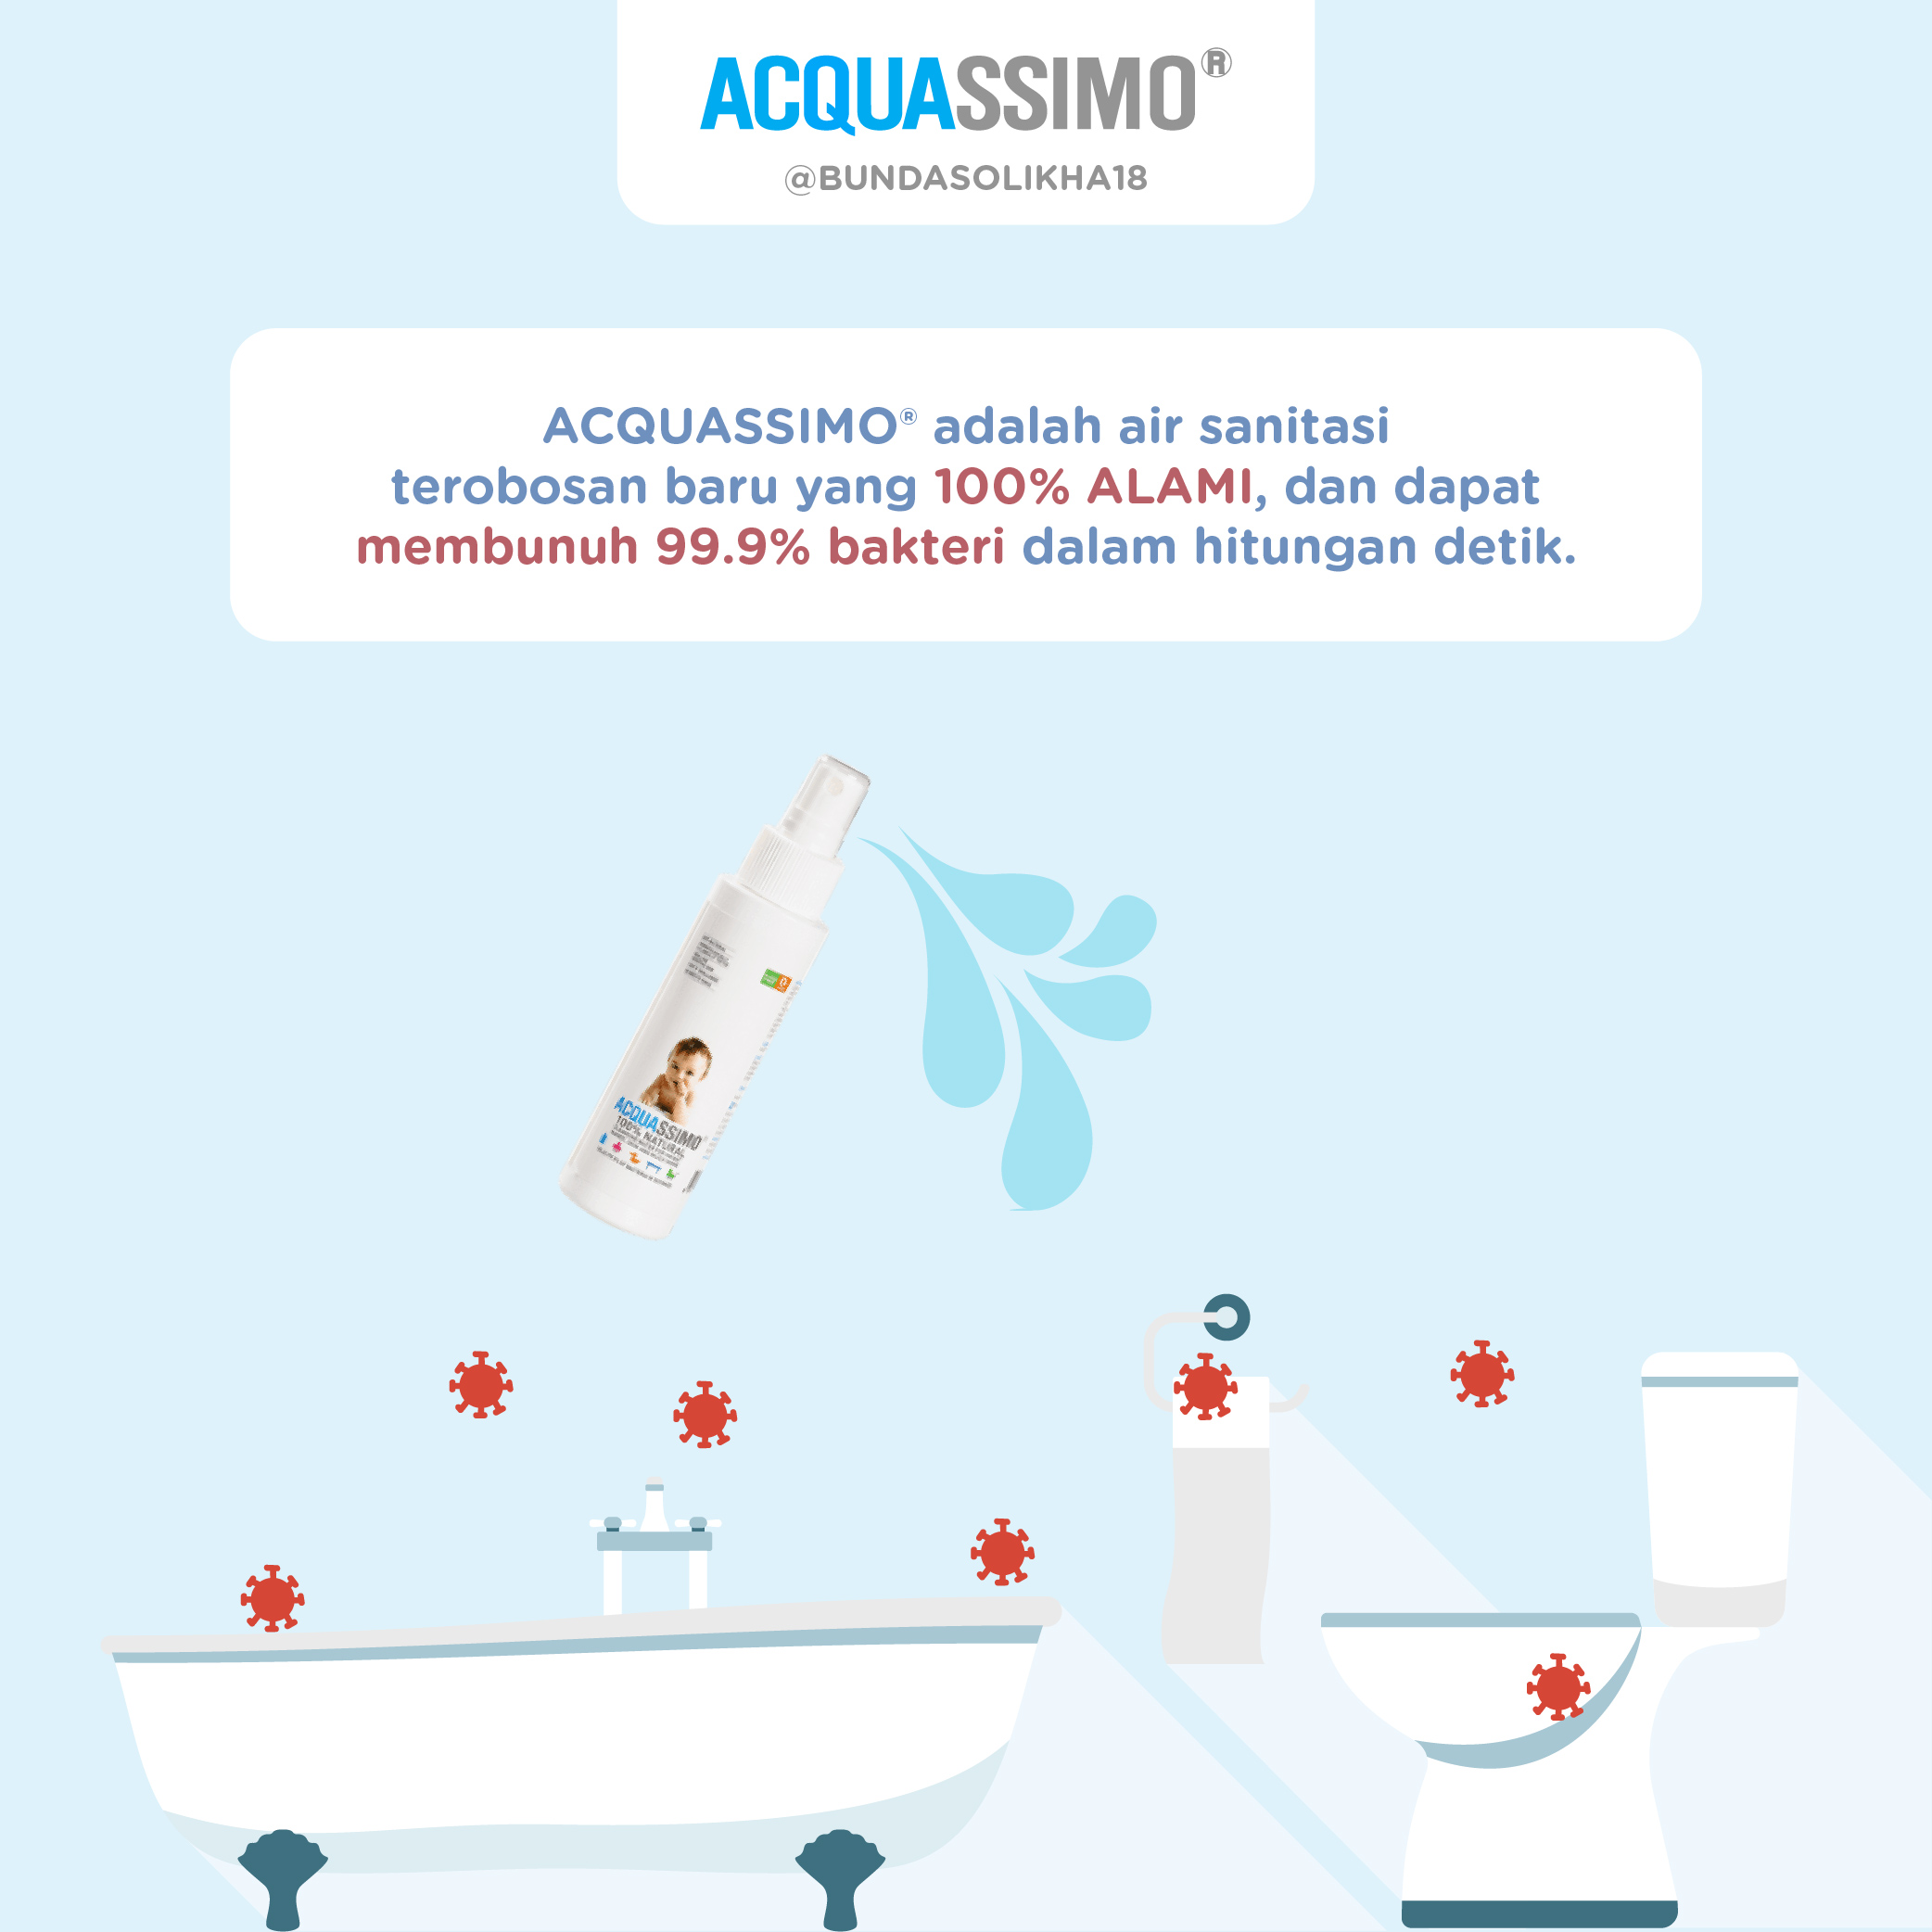 ACQUASSIMO®
@BUNDASOLIKHA18
ACQUASSIMO® adalah air sanitasi
terobosan baru yang 100% ALAMI, dan dapat
membunuh 99.9% bakteri dalam hitungan detik.
ACQUASSIMO
100% NATURAL